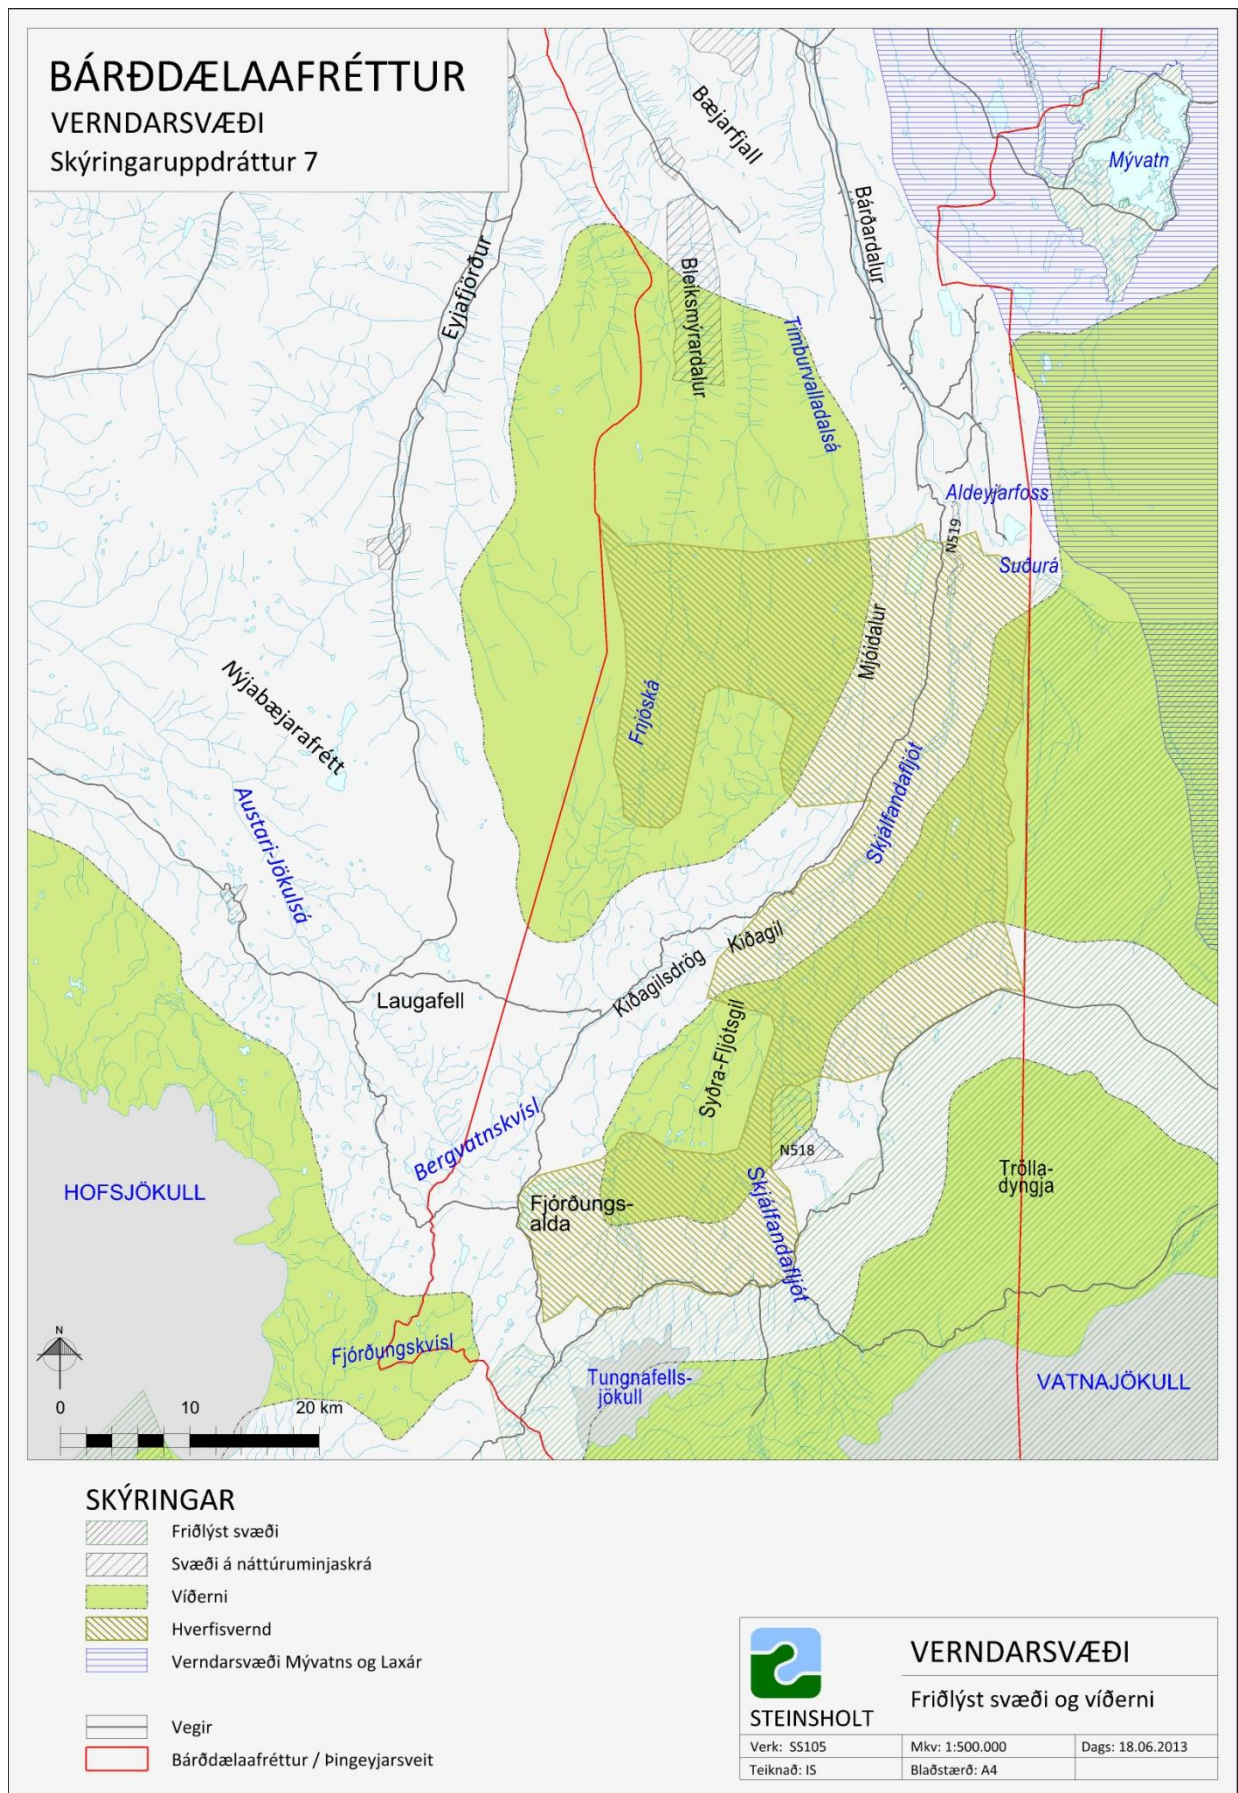 BÁRÐDÆLAAFRÉTTUR
VERNDARSVÆÐI
Skýringaruppdráttur 7
Bæjarfjall
Mývatn
Bárðardalur
Eyjafjörður
Bleiksmýrardalur
Timburvalladalsá
Aldeyjarfoss
N519
Suðurá
Mjóidalur
Nýjabæjarafrétt
Fnjóská
Skjálfandafljót
Austari-Jökulsá
Kiðagil
Kiðagilsdrög
Laugafell
Syðra-Fljótsgil
Bergvatnskvísl
N518
Trölla-
dyngja
HOFSJÖKULL
Fjórðungs-
alda
Skjálfandafljót
N
Fjórðungskvísl
Tungnafells-
jökull
VATNAJÖKULL
0 10 20 km
SKÝRINGAR
Friðlýst svæði
Svæði á náttúruminjaskrá
Víðerni
Hverfisvernd
Verndarsvæði Mývatns og Laxár
Vegir
Bárðdælaafréttur / Þingeyjarsveit
STEINSHOLT
VERNDARSVÆÐI
Friðlýst svæði og víðerni
Verk: SS105 Mkv: 1:500.000 Dags: 18.06.2013
Teiknað: IS Blaðstærð: A4